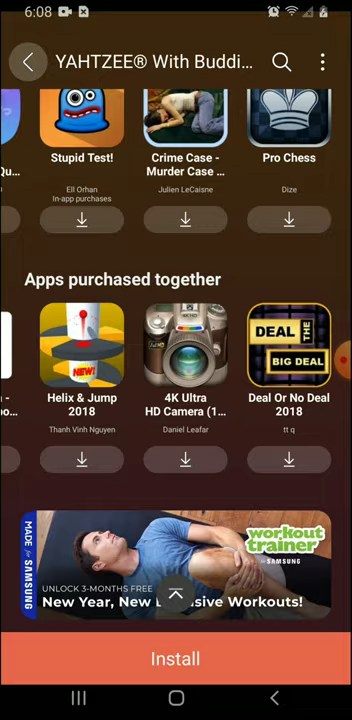 6:08
YAHTZEE® With Buddi...
Qu...
Stupid Test!
Ell Orhan
In-app purchases
Crime Case -
Murder Case ...
Julien LeCaisne
Pro Chess
Dize
Apps purchased together
NEW!
Helix & Jump
2018
Thanh Vinh Nguyen
4K Ultra
HD Camera (1...
Daniel Leafar
DEAL
THE
BIG DEAL
Deal Or No Deal
2018
tt q
MADE for SAMSUNG
workout
trainer
for SAMSUNG
UNLOCK 3-MONTHS FREE
New Year, New E sive Workouts!
Install